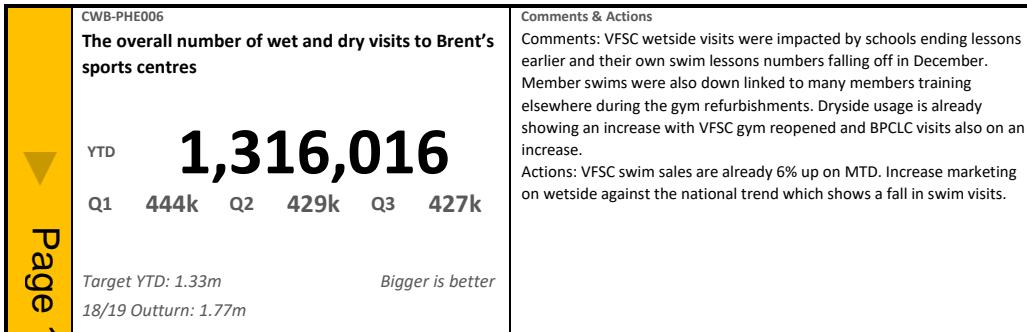 CWB-PHE006
The overall number of wet and dry visits to Brent's
sports centres
YTD 1,316,016
Q1 444k Q2 429k Q3 427k
Target YTD: 1.33m Bigger is better
18/19 Outturn: 1.77m
Comments & Actions
Comments: VFSC wetside visits were impacted by schools ending lessons
earlier and their own swim lessons numbers falling off in December.
Member swims were also down linked to many members training
elsewhere during the gym refurbishments. Dryside usage is already
showing an increase with VFSC gym reopened and BPCLC visits also on an
increase.
Actions: VFSC swim sales are already 6% up on MTD. Increase marketing
on wetside against the national trend which shows a fall in swim visits.
Page